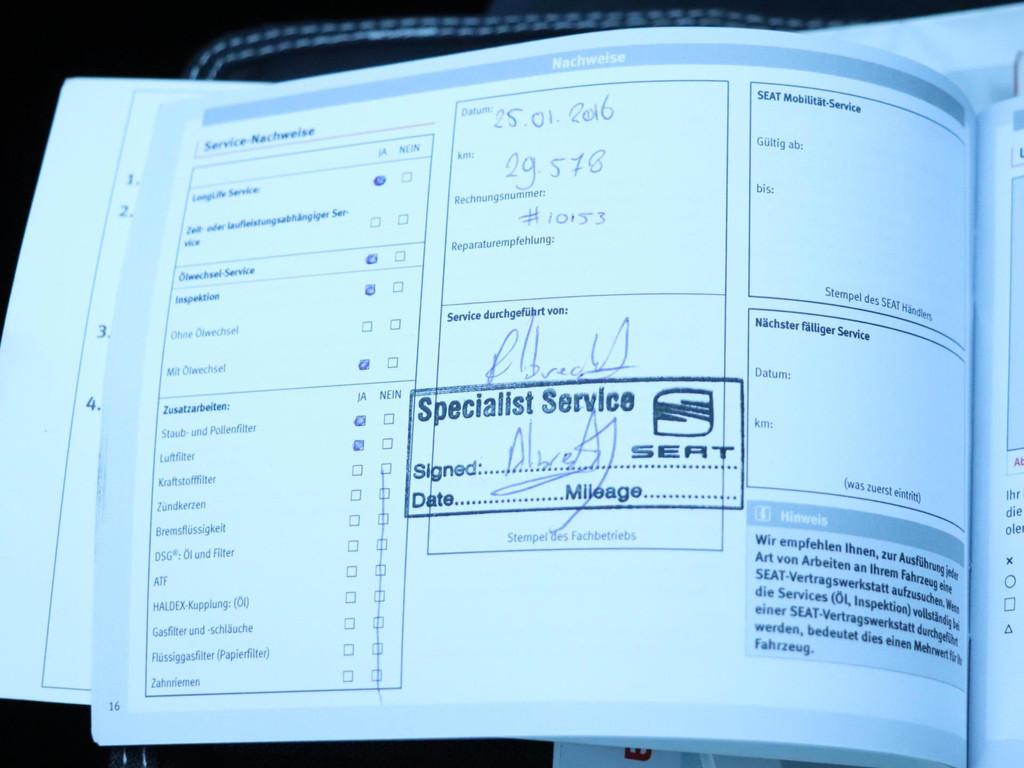 Nachweise
Service-Nachweise
JA NEIN
LongLife Service:
Zeit- oder laufleistungsabhängiger Ser-
vice
Ölwechsel-Service
Inspektion
Ohne Ölwechsel
Mit Ölwechsel
Zusatzarbeiten: JA NEIN
Staub- und Pollenfilter
Luftfilter
Kraftstofffilter
Zündkerzen
Bremsflüssigkeit
DSG®: Öl und Filter
ATF
HALDEX-Kupplung: (Öl)
Gasfilter und -schläuche
Flüssiggasfilter (Papierfilter)
Zahnriemen
16
Datum: 25.01.2016
km: 29.578
Rechnungsnummer:
#10153
Reparaturempfehlung:
Service durchgeführt von:
Specialist Service
SEAT
Signed:
Date Mileage
Stempel des Fachbetriebs
SEAT Mobilität-Service
Gültig ab:
bis:
Stempel des SEAT Händlers
Nächster fälliger Service
Datum:
km:
(was zuerst eintritt)
Hinweis
Wir empfehlen Ihnen, zur Ausführung jeder
Art von Arbeiten an Ihrem Fahrzeug eine
SEAT-Vertragswerkstatt aufzusuchen. Wenn
die Services (Öl, Inspektion) vollständig bei
einer SEAT-Vertragswerkstatt durchgeführt
werden, bedeutet dies einen Mehrwert für Ihr
Fahrzeug.
1.
2.
3.
4.
Ihr
die